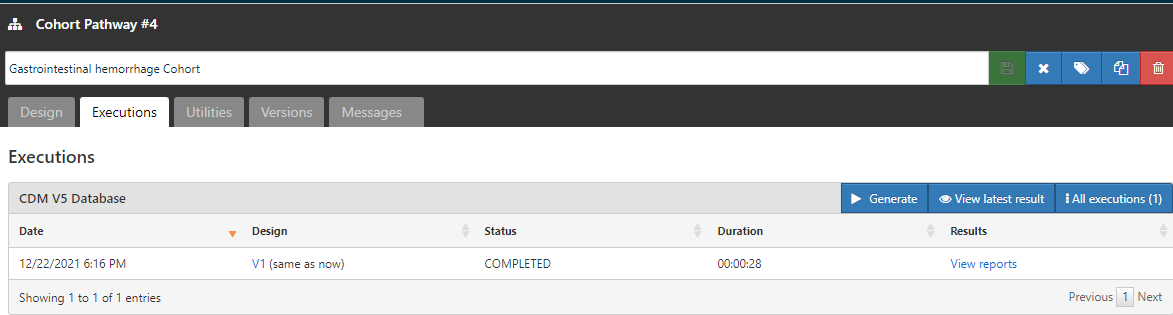 Cohort Pathway #4
Gastrointestinal hemorrhage Cohort
Design Executions Utilities Versions Messages
Executions
CDM V5 Database Generate View latest result All executions (1)
Date Design Status Duration Results
12/22/2021 6:16 PM V1 (same as now) COMPLETED 00:00:28 View reports
Showing 1 to 1 of 1 entries Previous 1 Next